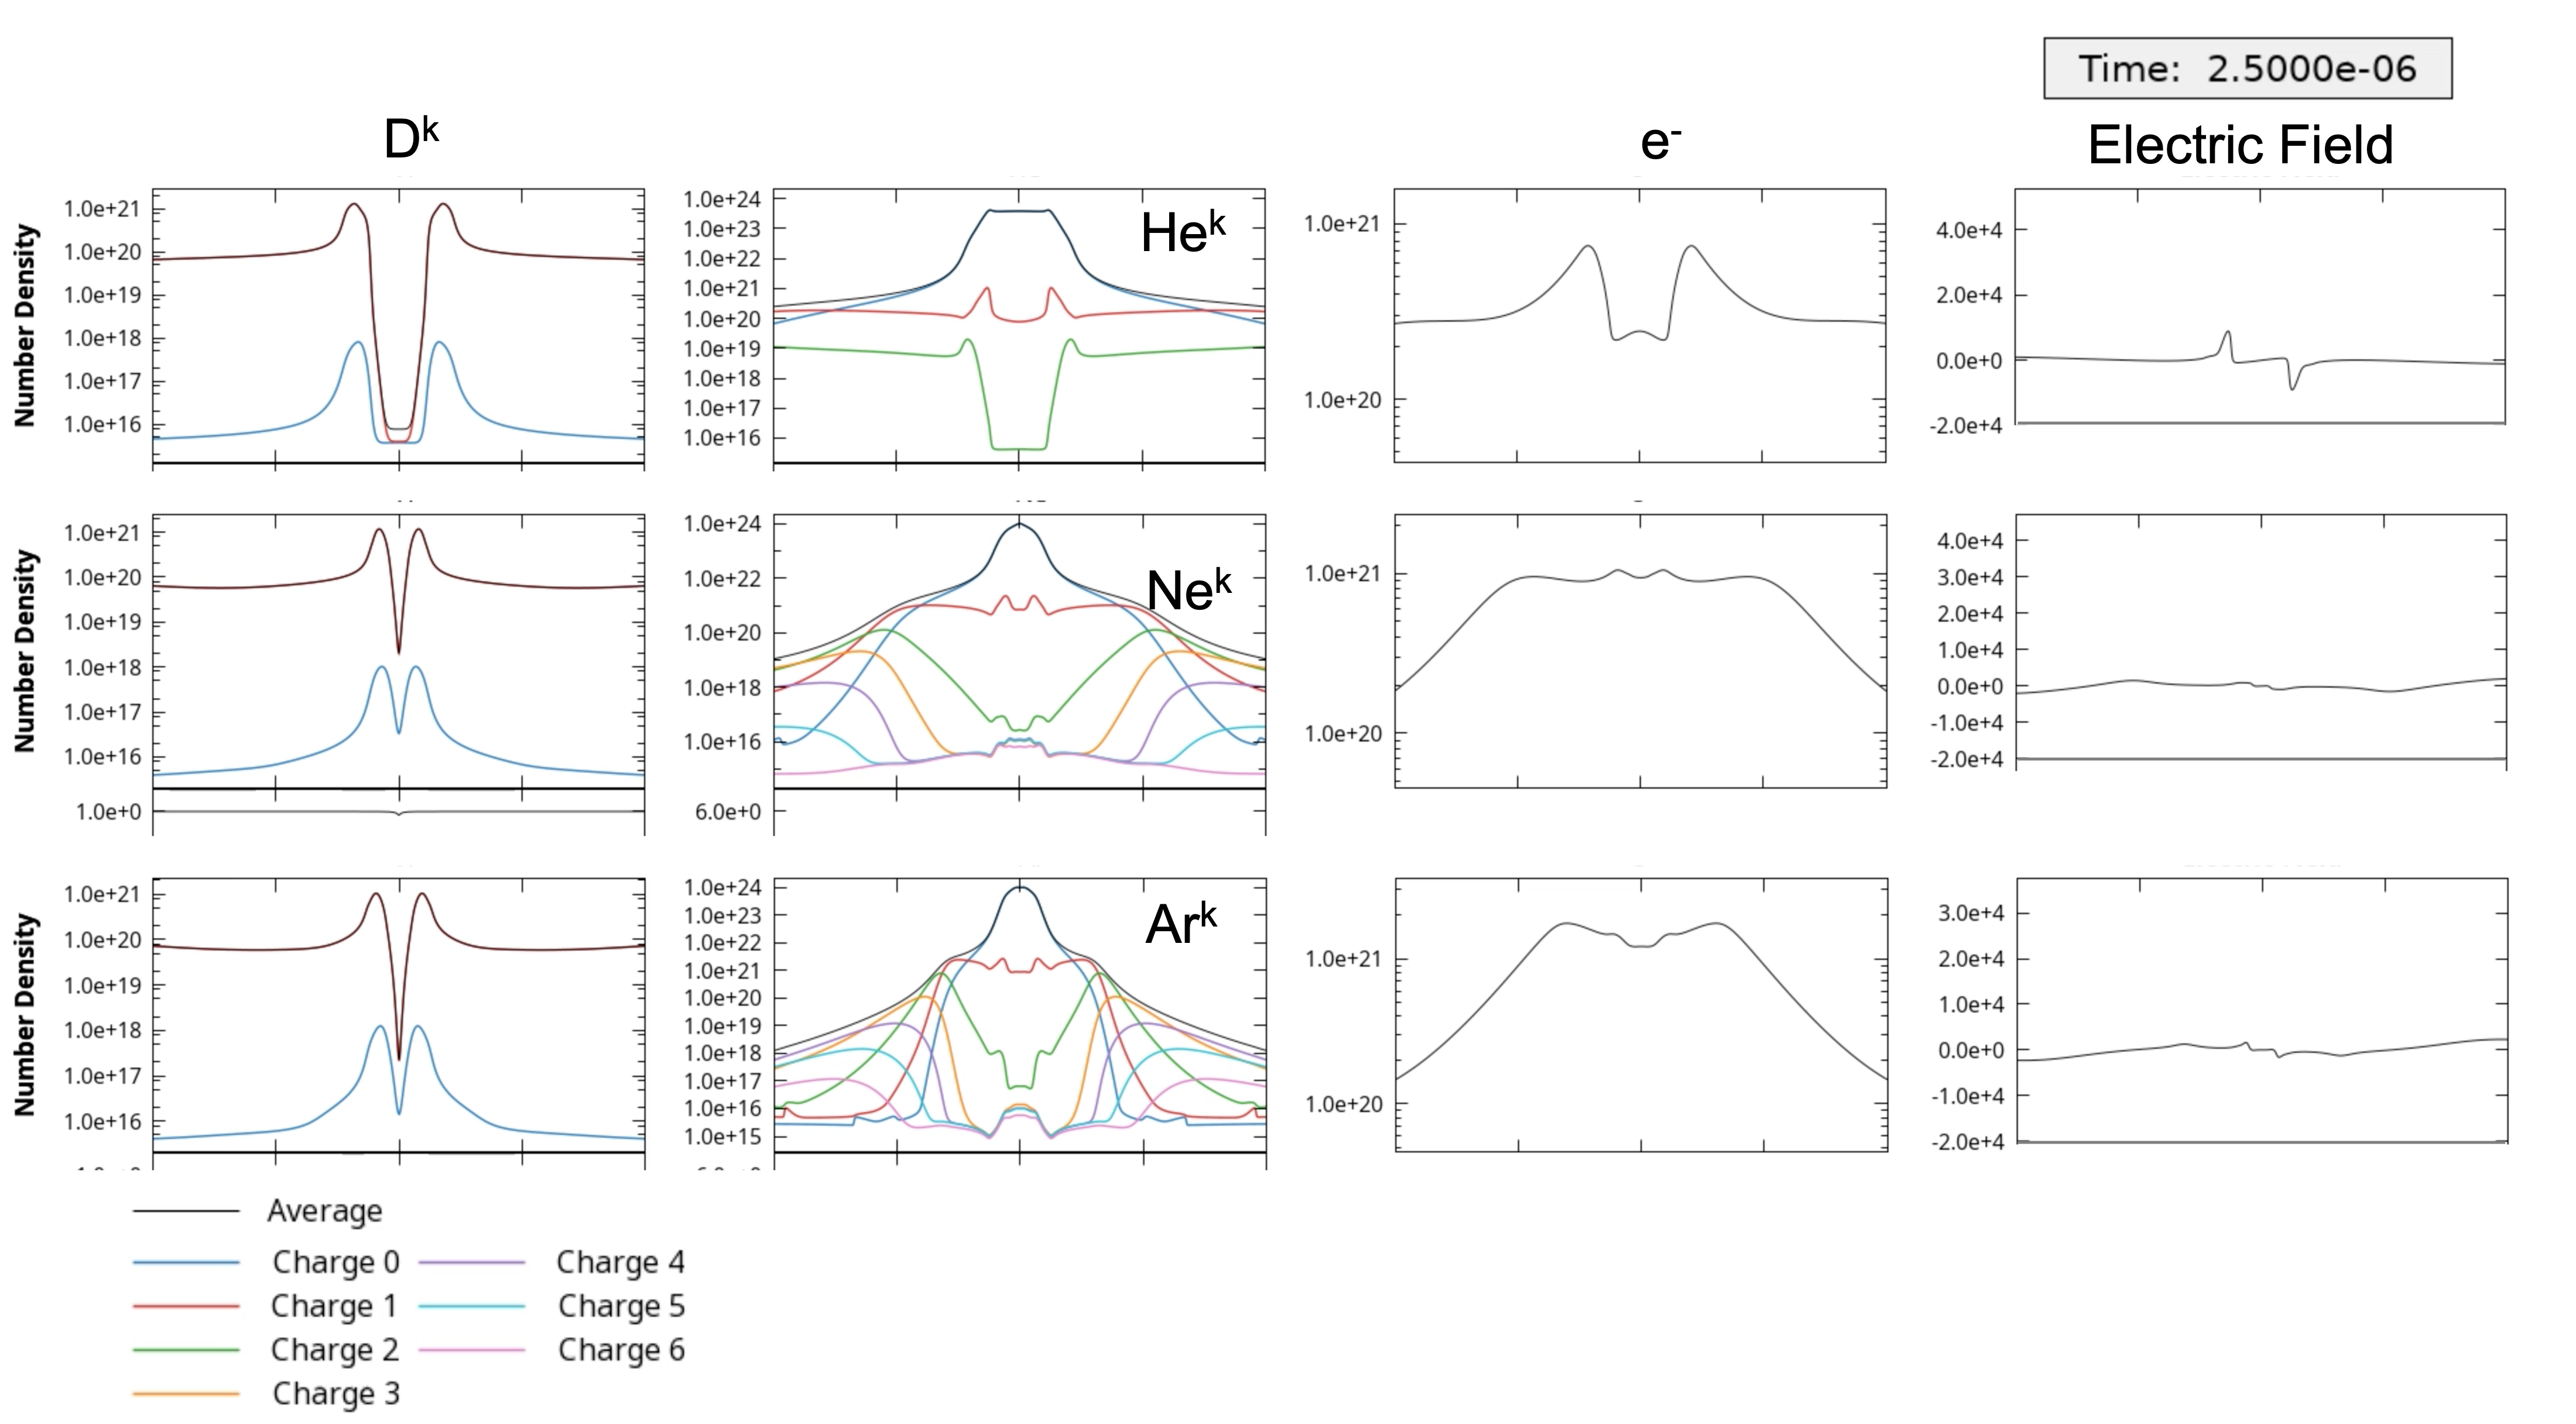 Time: 2.5000e-06
Dᵏ
e⁻
Electric Field
Number Density
1.0e+21
1.0e+20
1.0e+19
1.0e+18
1.0e+17
1.0e+16
Heᵏ
1.0e+24
1.0e+23
1.0e+22
1.0e+21
1.0e+20
1.0e+19
1.0e+18
1.0e+17
1.0e+16
1.0e+21
1.0e+20
4.0e+4
2.0e+4
0.0e+0
-2.0e+4
Number Density
1.0e+21
1.0e+20
1.0e+19
1.0e+18
1.0e+17
1.0e+16
1.0e+0
Neᵏ
1.0e+24
1.0e+22
1.0e+20
1.0e+18
1.0e+16
6.0e+0
1.0e+21
1.0e+20
4.0e+4
3.0e+4
2.0e+4
1.0e+4
0.0e+0
-1.0e+4
-2.0e+4
Number Density
1.0e+21
1.0e+20
1.0e+19
1.0e+18
1.0e+17
1.0e+16
Arᵏ
1.0e+24
1.0e+23
1.0e+22
1.0e+21
1.0e+20
1.0e+19
1.0e+18
1.0e+17
1.0e+16
1.0e+15
1.0e+21
1.0e+20
3.0e+4
2.0e+4
1.0e+4
0.0e+0
-1.0e+4
-2.0e+4
Average
Charge 0
Charge 4
Charge 1
Charge 5
Charge 2
Charge 6
Charge 3